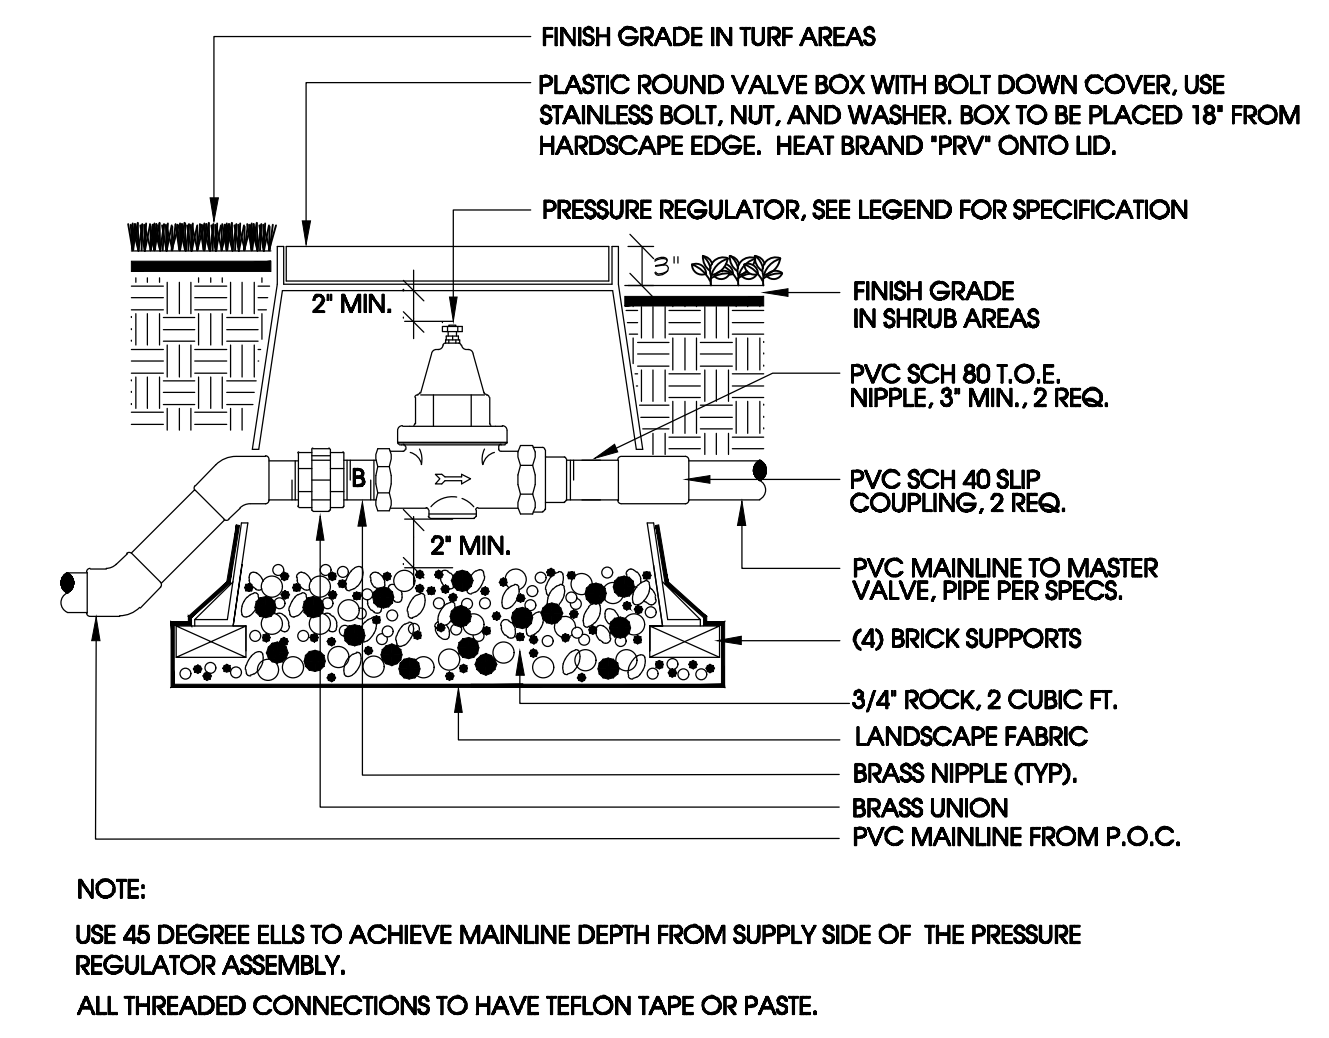 FINISH GRADE IN TURF AREAS
PLASTIC ROUND VALVE BOX WITH BOLT DOWN COVER, USE
STAINLESS BOLT, NUT, AND WASHER. BOX TO BE PLACED 18" FROM
HARDSCAPE EDGE. HEAT BRAND "PRV" ONTO LID.
PRESSURE REGULATOR, SEE LEGEND FOR SPECIFICATION
3"
2" MIN.
FINISH GRADE
IN SHRUB AREAS
PVC SCH 80 T.O.E.
NIPPLE, 3" MIN., 2 REQ.
B
PVC SCH 40 SLIP
COUPLING, 2 REQ.
2" MIN.
PVC MAINLINE TO MASTER
VALVE, PIPE PER SPECS.
(4) BRICK SUPPORTS
3/4" ROCK, 2 CUBIC FT.
LANDSCAPE FABRIC
BRASS NIPPLE (TYP).
BRASS UNION
PVC MAINLINE FROM P.O.C.
NOTE:
USE 45 DEGREE ELLS TO ACHIEVE MAINLINE DEPTH FROM SUPPLY SIDE OF THE PRESSURE
REGULATOR ASSEMBLY.
ALL THREADED CONNECTIONS TO HAVE TEFLON TAPE OR PASTE.